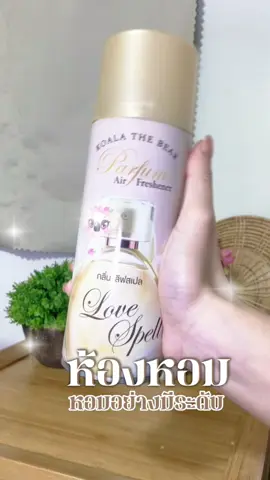 KOALA THE BEAR
Parfum
Air Freshener
กลิ่น ลิฟสเปล
Love
Spell
ห้องหอม
หอมอย่างมีระดับ